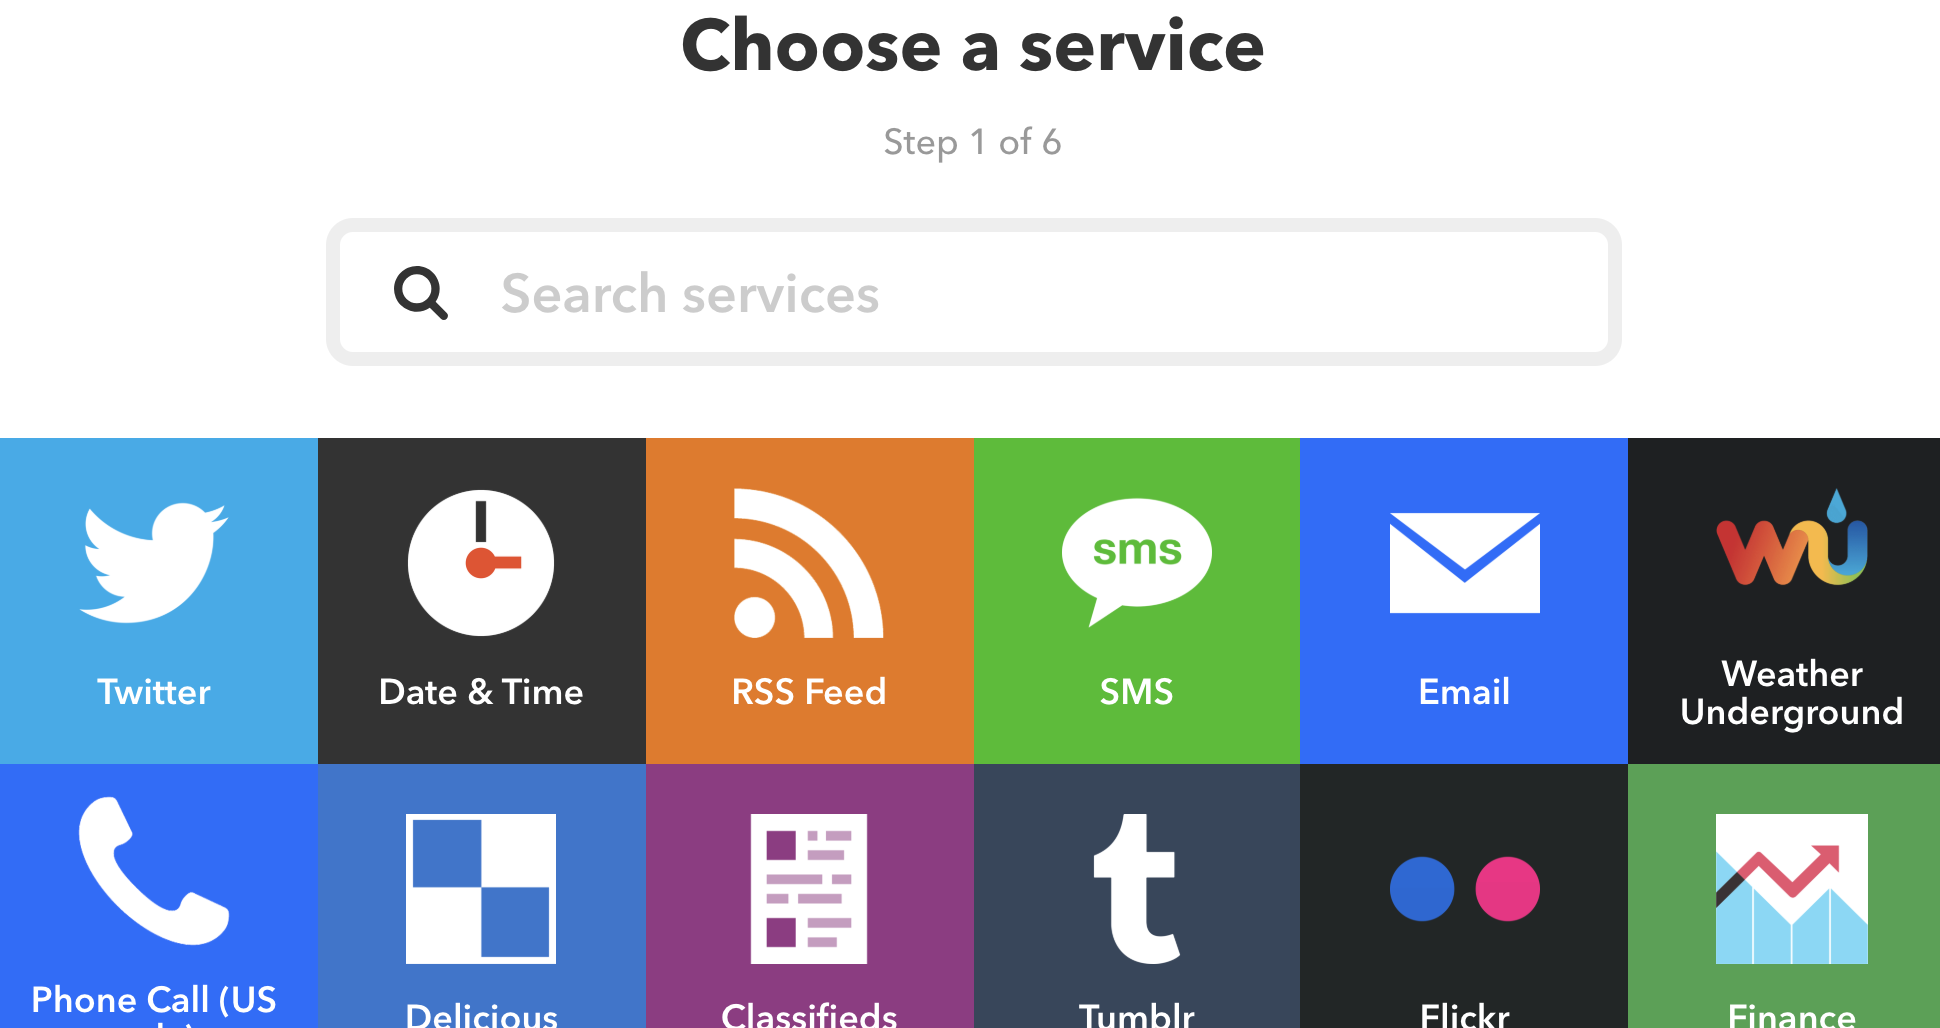 Choose a service
Step 1 of 6
Search services
sms
wu
Twitter
Date & Time
RSS Feed
SMS
Email
Weather
Underground
t
Phone Call (US
Delicious
Classifieds
Tumblr
Flickr
Finance